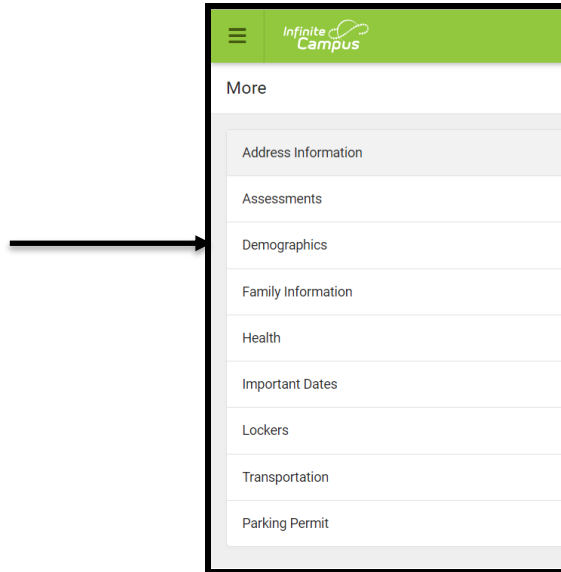 Infinite
Campus
More
Address Information
Assessments
Demographics
Family Information
Health
Important Dates
Lockers
Transportation
Parking Permit